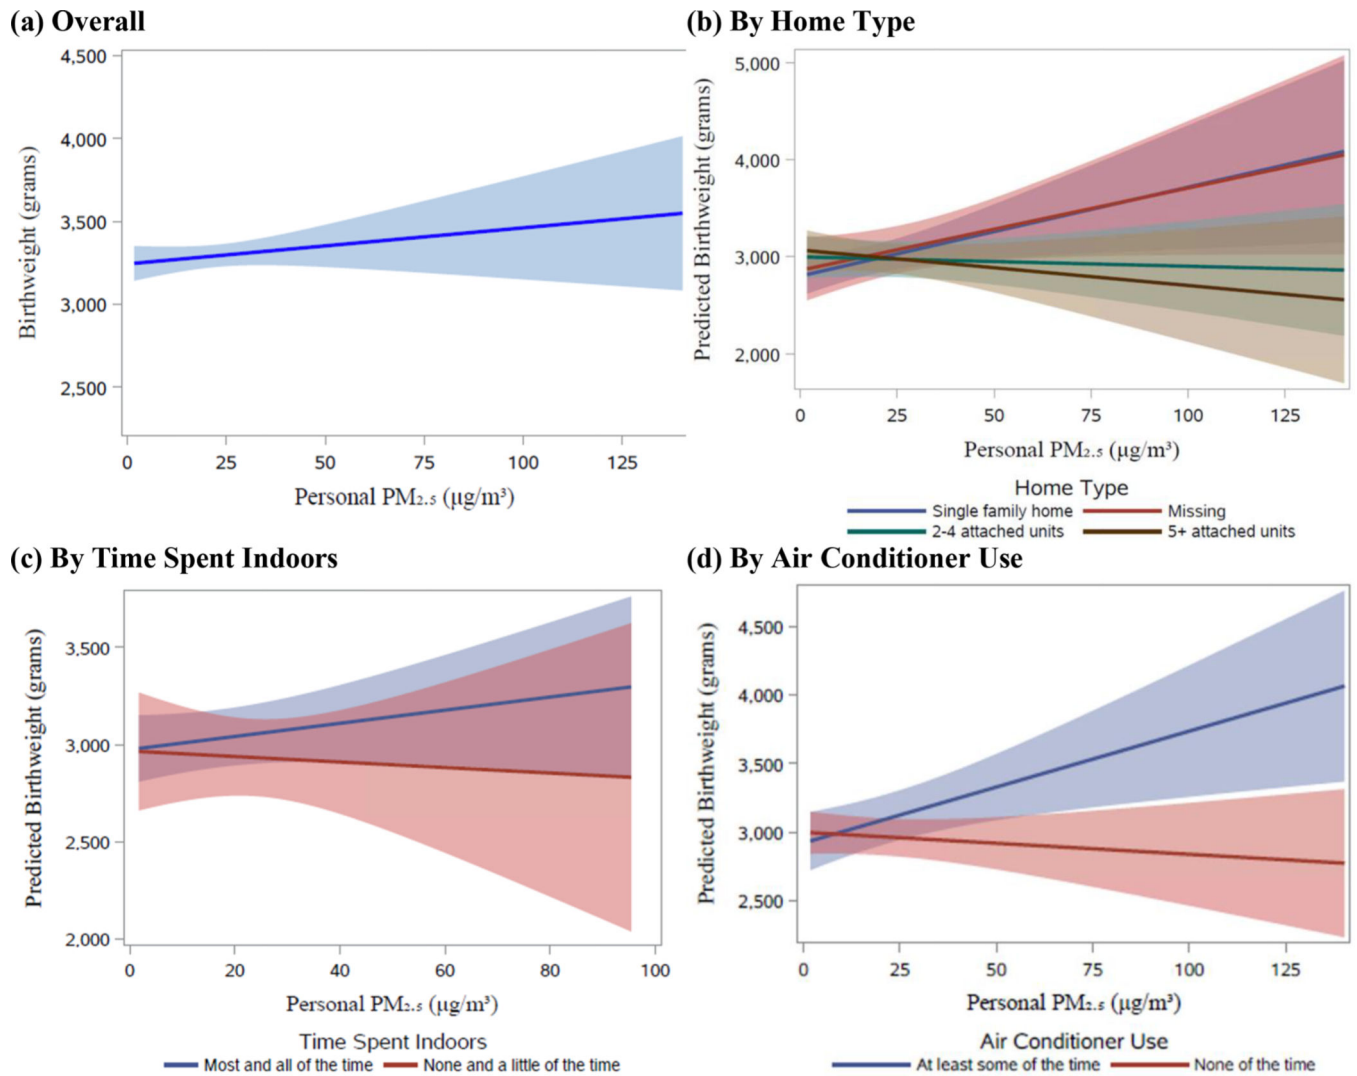 (a) Overall
Birthweight (grams)
4,500
4,000
3,500
3,000
2,500
0 25 50 75 100 125
Personal PM₂.₅ (µg/m³)
(b) By Home Type
Predicted Birthweight (grams)
5,000
4,000
3,000
2,000
0 25 50 75 100 125
Personal PM₂.₅ (µg/m³)
Home Type
Single family home Missing
2-4 attached units 5+ attached units
(c) By Time Spent Indoors
Predicted Birthweight (grams)
3,500
3,000
2,500
2,000
0 20 40 60 80 100
Personal PM₂.₅ (µg/m³)
Time Spent Indoors
Most and all of the time None and a little of the time
(d) By Air Conditioner Use
Predicted Birthweight (grams)
4,500
4,000
3,500
3,000
2,500
0 25 50 75 100 125
Personal PM₂.₅ (µg/m³)
Air Conditioner Use
At least some of the time None of the time